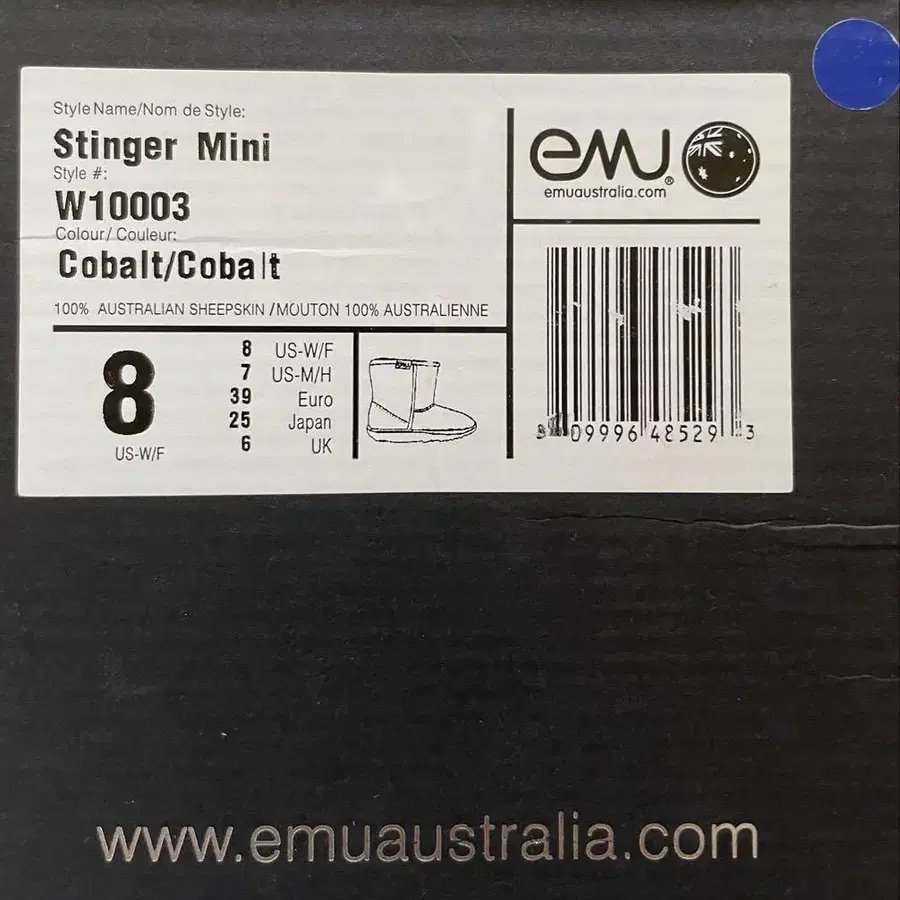 Style Name/Nom de Style:
Stinger Mini
Style #:
W10003
Colour/ Couleur:
Cobalt/Cobalt
100% AUSTRALIAN SHEEPSKIN /MOUTON 100% AUSTRALIENNE
8
US-W/F
8 US-W/F
7 US-M/H
39 Euro
25 Japan
6 UK
emu®
emuaustralia.com
09996 48529 3
www.emuaustralia.com